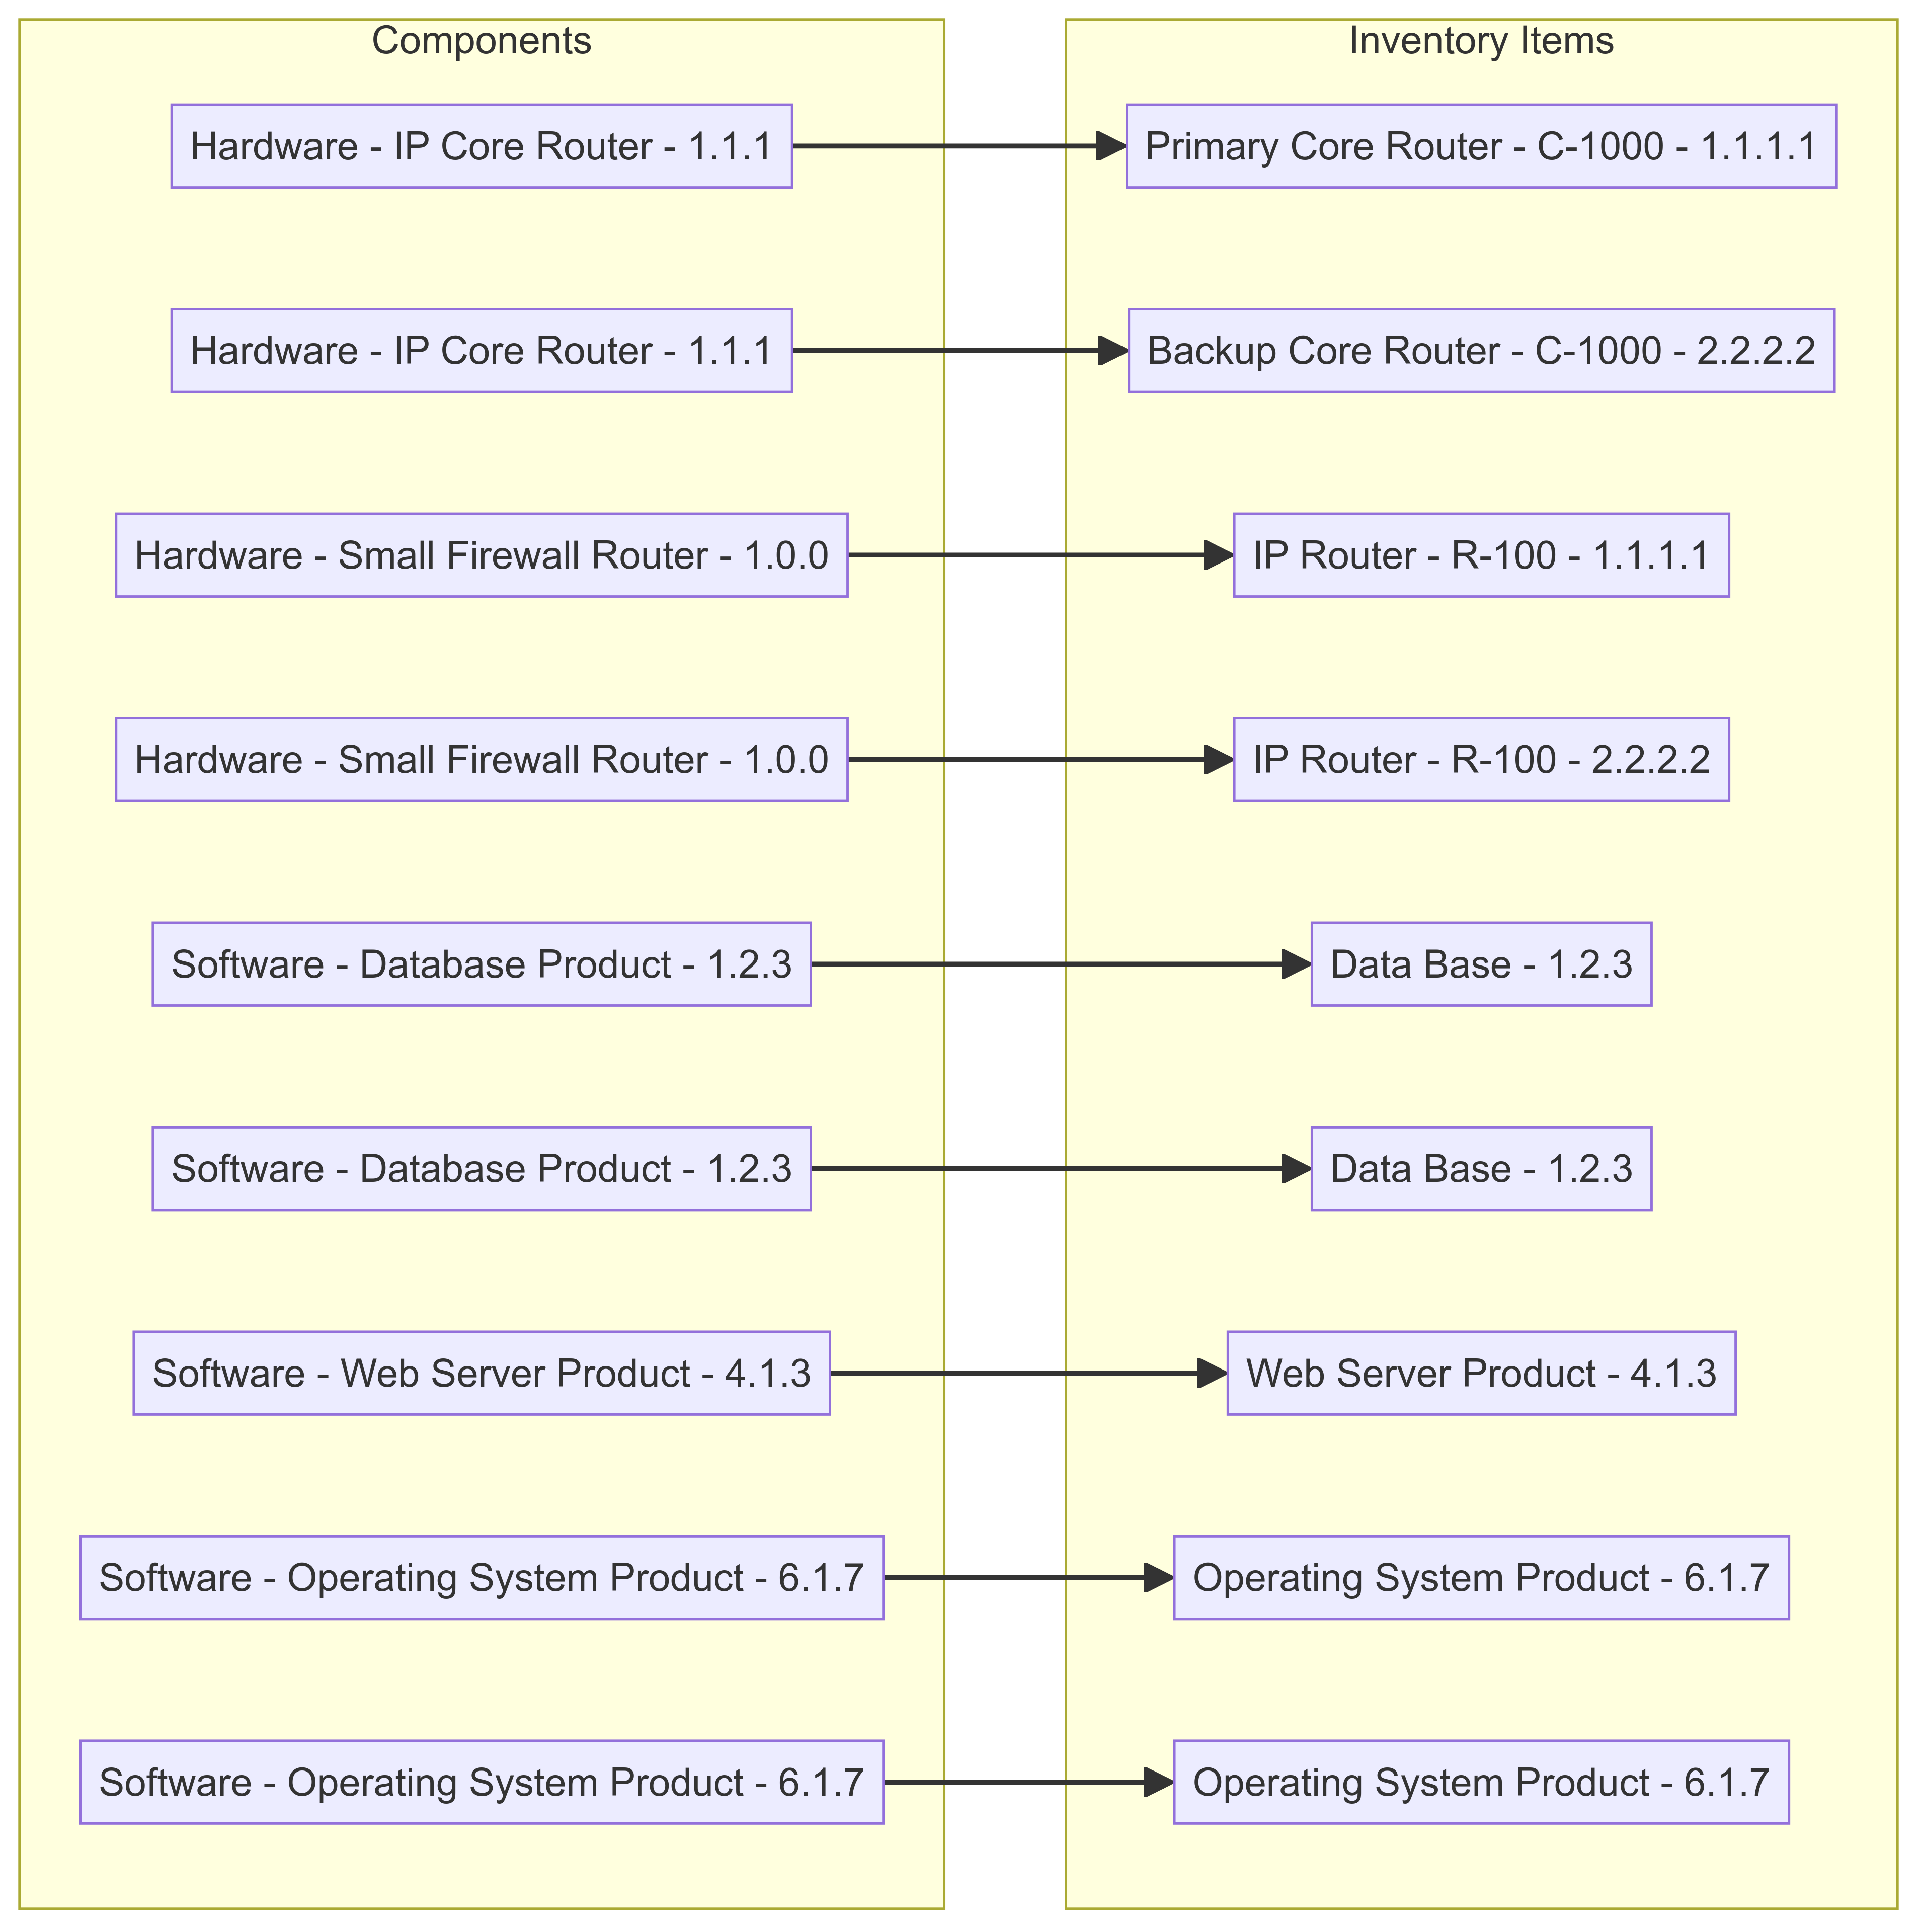 Components
Inventory Items
Hardware - IP Core Router - 1.1.1
Primary Core Router - C-1000 - 1.1.1.1
Hardware - IP Core Router - 1.1.1
Backup Core Router - C-1000 - 2.2.2.2
Hardware - Small Firewall Router - 1.0.0
IP Router - R-100 - 1.1.1.1
Hardware - Small Firewall Router - 1.0.0
IP Router - R-100 - 2.2.2.2
Software - Database Product - 1.2.3
Data Base - 1.2.3
Software - Database Product - 1.2.3
Data Base - 1.2.3
Software - Web Server Product - 4.1.3
Web Server Product - 4.1.3
Software - Operating System Product - 6.1.7
Operating System Product - 6.1.7
Software - Operating System Product - 6.1.7
Operating System Product - 6.1.7